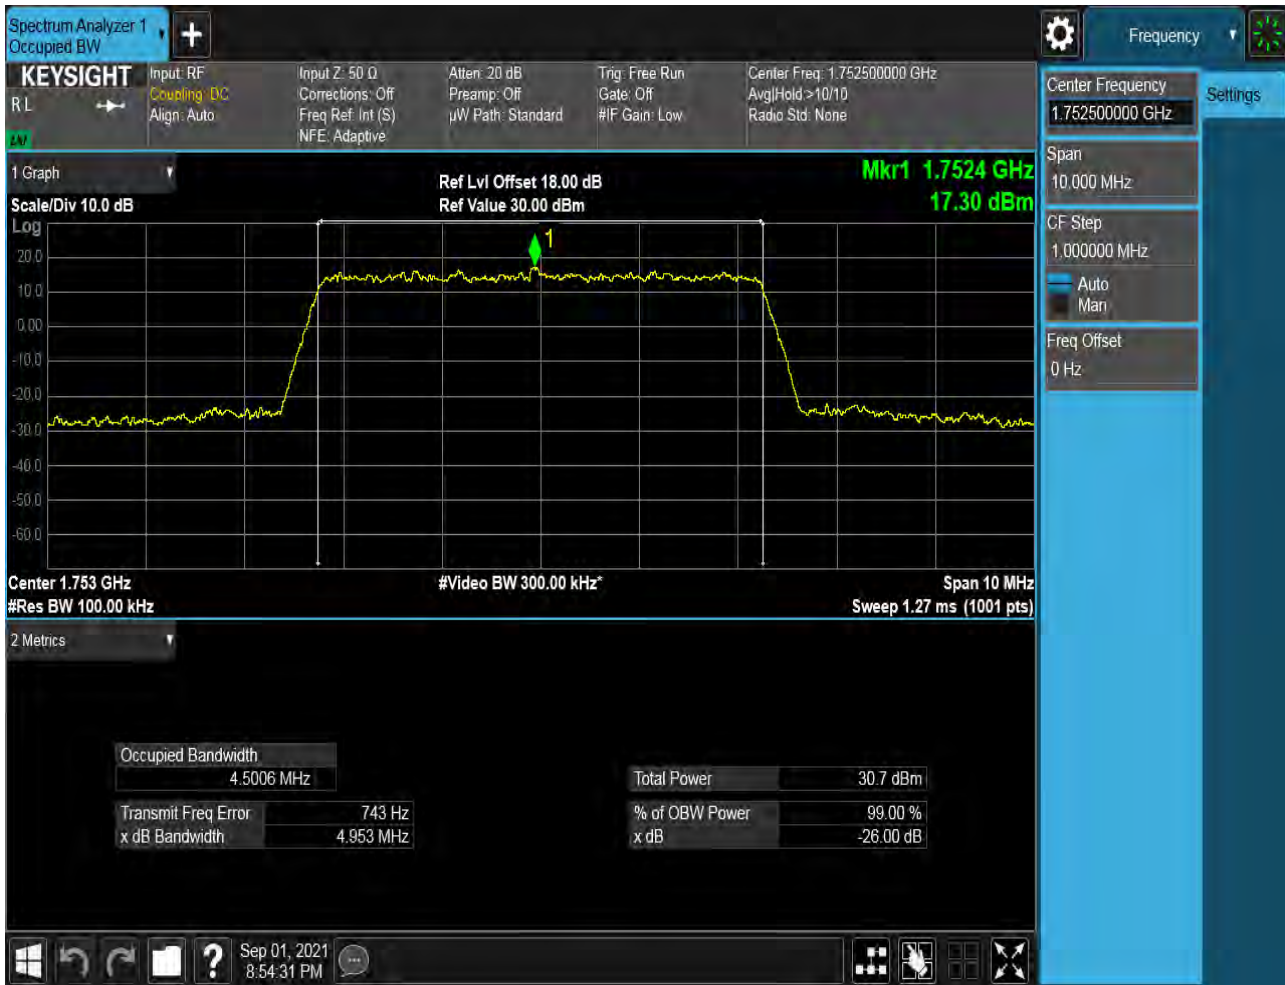 Spectrum Analyzer 1
Occupied BW
Frequency
KEYSIGHT
R L
Input: RF
Coupling: DC
Align: Auto
Input Z: 50 Ω
Corrections: Off
Freq Ref: Int (S)
NFE: Adaptive
Atten: 20 dB
Preamp: Off
µW Path: Standard
Trig: Free Run
Gate: Off
#IF Gain: Low
Center Freq: 1.752500000 GHz
Avg|Hold:>10/10
Radio Std: None
Center Frequency
1.752500000 GHz
Settings
Span
10.000 MHz
CF Step
1.000000 MHz
Auto
Man
Freq Offset
0 Hz
1 Graph
Scale/Div 10.0 dB
Ref Lvl Offset 18.00 dB
Ref Value 30.00 dBm
Mkr1 1.7524 GHz
17.30 dBm
Log
1
20.0
10.0
0.00
-10.0
-20.0
-30.0
-40.0
-50.0
-60.0
Center 1.753 GHz
#Res BW 100.00 kHz
#Video BW 300.00 kHz*
Span 10 MHz
Sweep 1.27 ms (1001 pts)
2 Metrics
Occupied Bandwidth
4.5006 MHz
Transmit Freq Error 743 Hz
x dB Bandwidth 4.953 MHz
Total Power 30.7 dBm
% of OBW Power 99.00 %
x dB -26.00 dB
?
Sep 01, 2021
8:54:31 PM